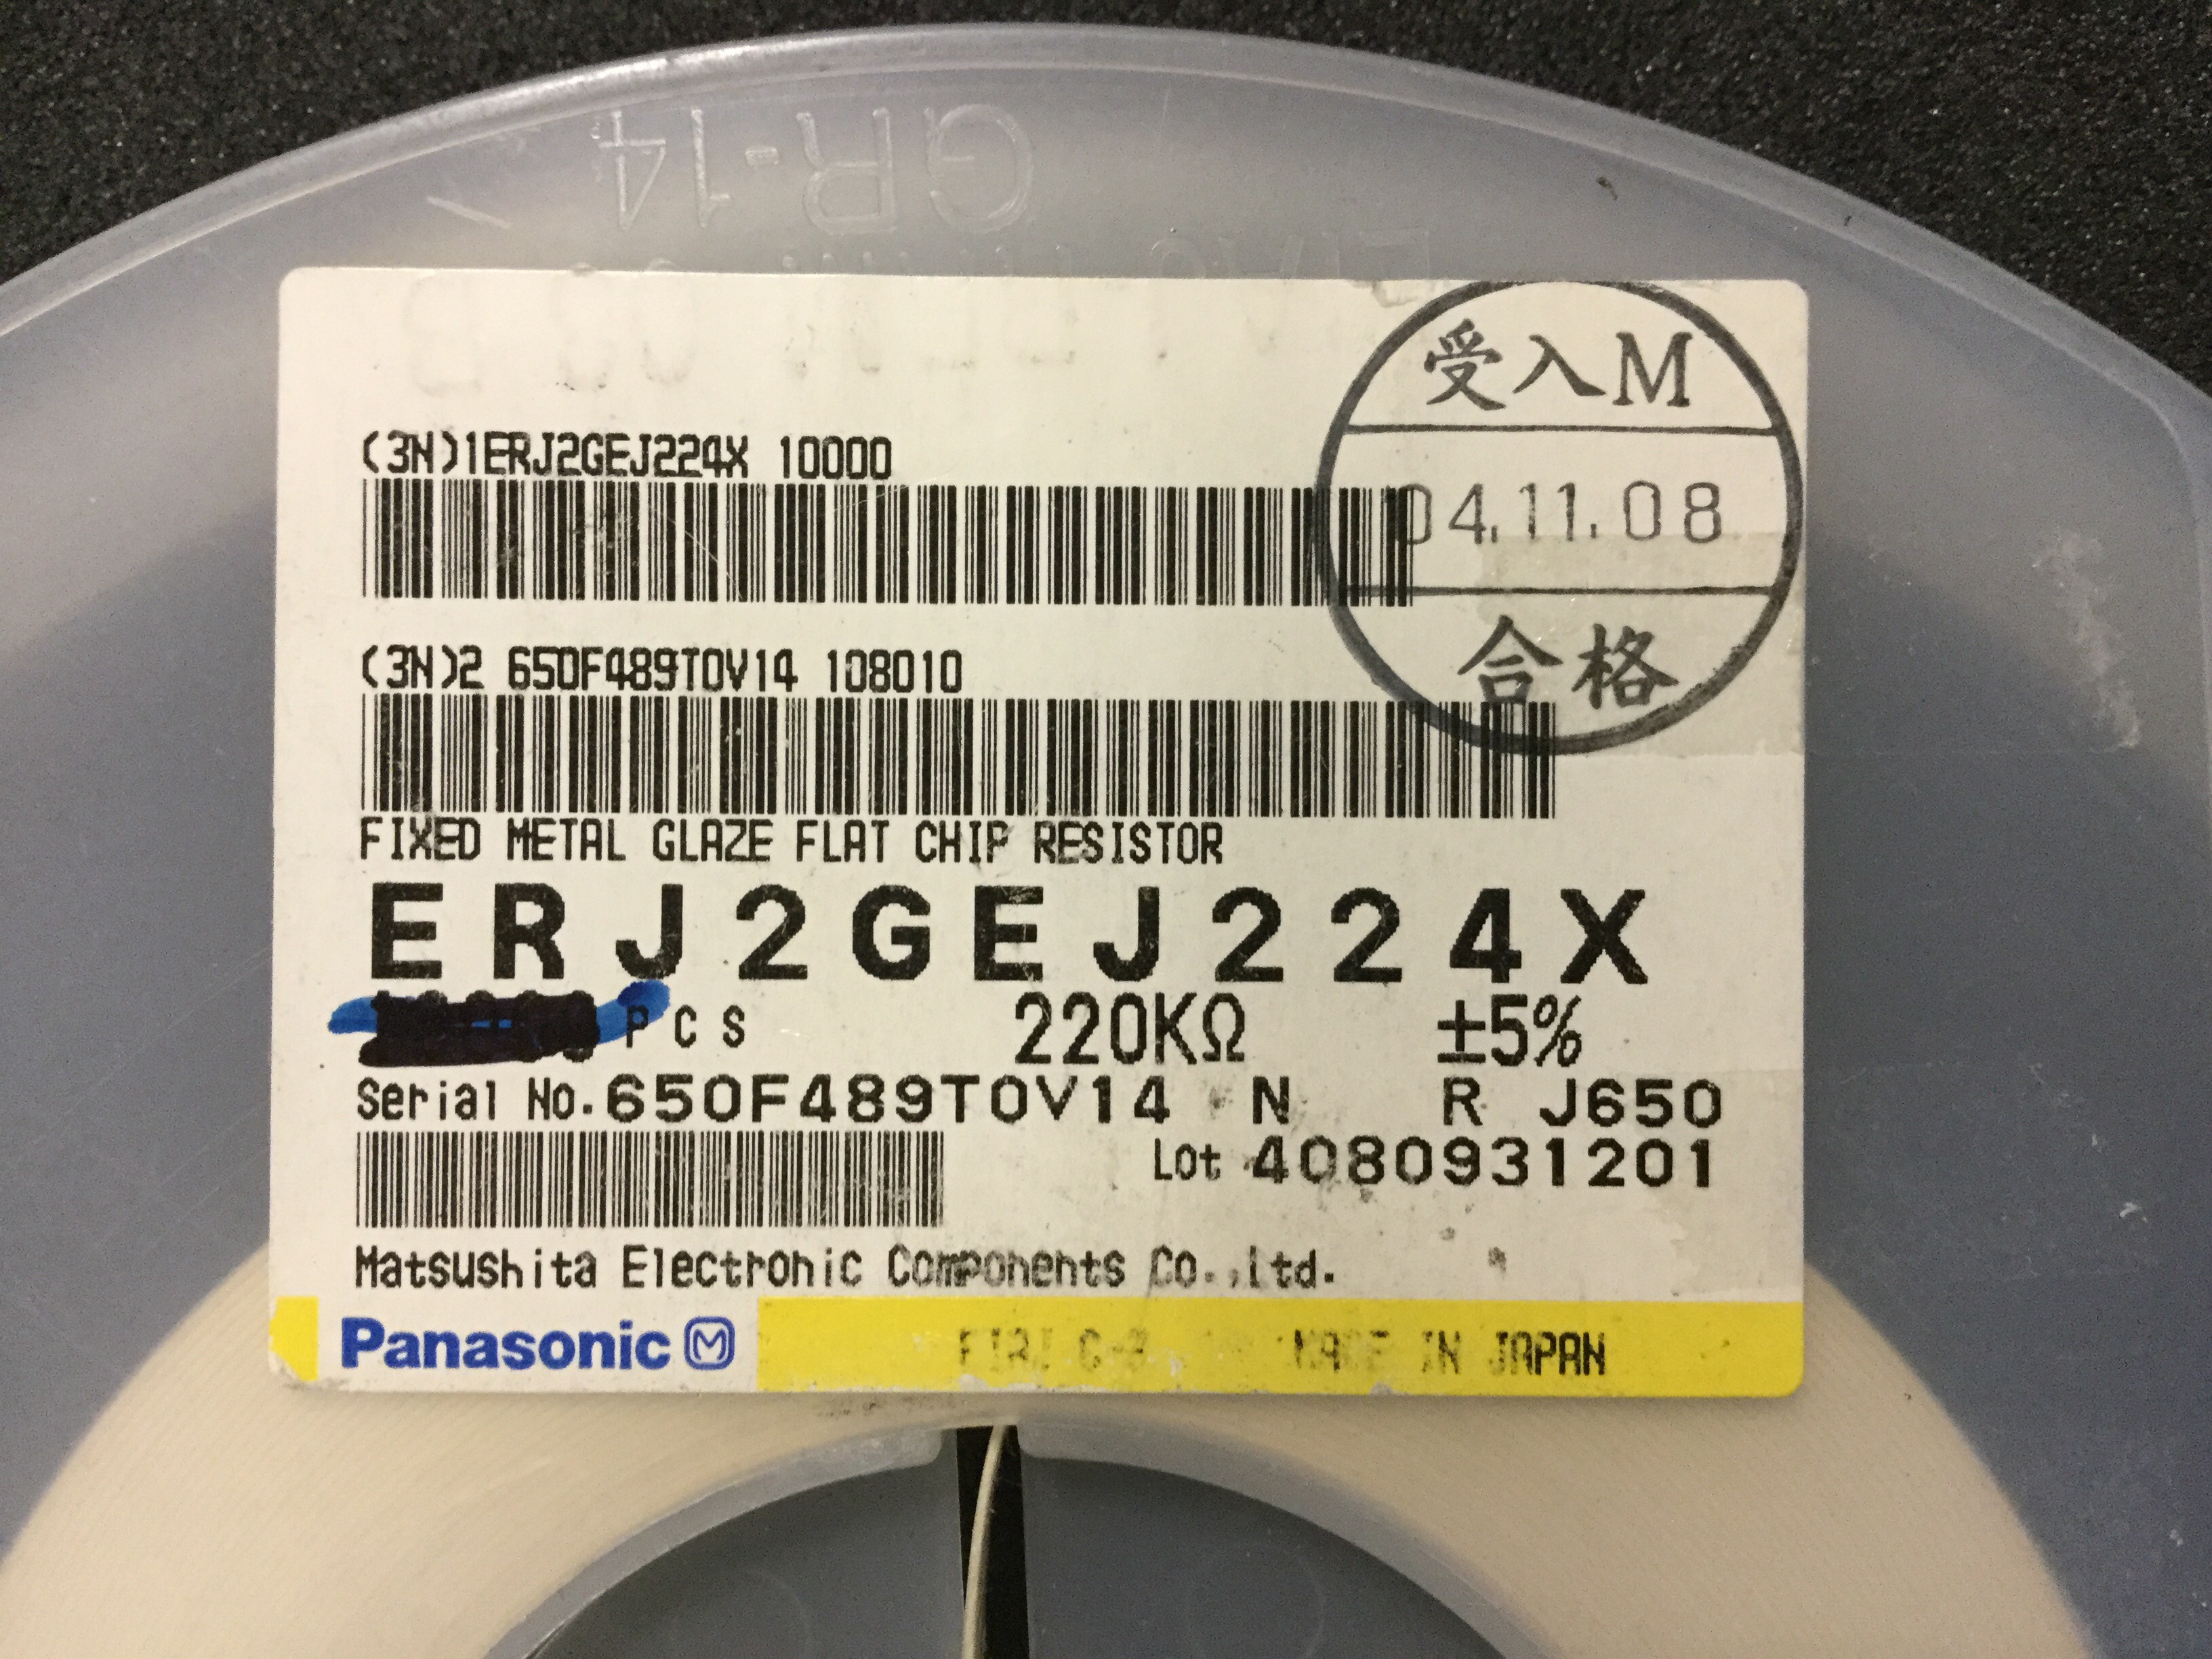 QR-14
受入M
04.11.08
合格
(3N)1ERJ2GEJ224X 10000
(3N)2 650F489T0V14 108010
FIXED METAL GLAZE FLAT CHIP RESISTOR
ERJ2GEJ224X
PCS 220KΩ ±5%
Serial No.650F489T0V14 N R J650
Lot 4080931201
Matsushita Electronic Components Co.,Ltd.
Panasonic M
MADE IN JAPAN